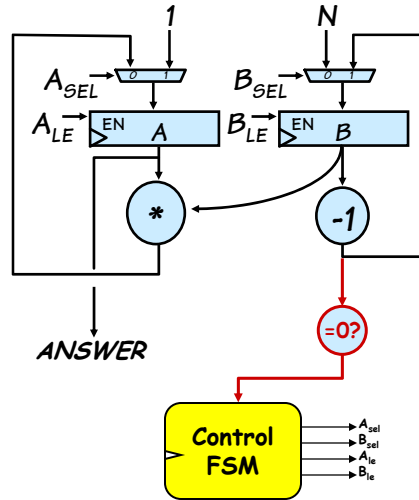 1 N
0 1 0 1
A_SEL B_SEL
A_LE EN A B_LE EN B
* -1
=0?
ANSWER
Control
FSM
A_sel
B_sel
A_le
B_le